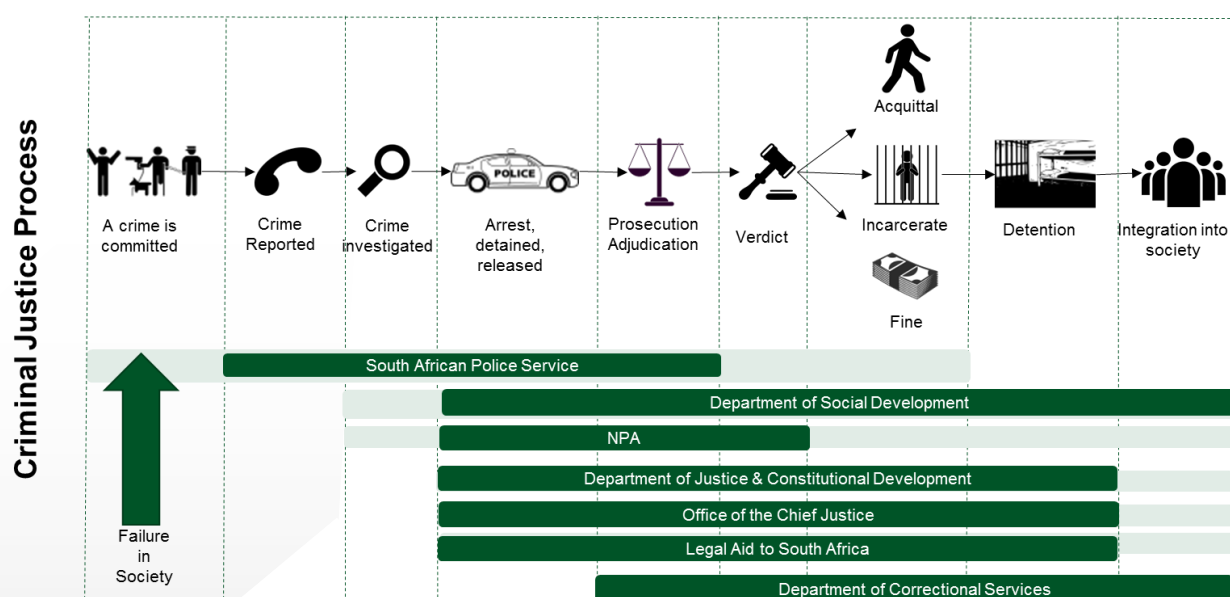 Criminal Justice Process
A crime is
committed
Crime
Reported
Crime
investigated
POLICE
Arrest,
detained,
released
Prosecution
Adjudication
Verdict
Acquittal
Incarcerate
Fine
Detention
Integration into
society
South African Police Service
Department of Social Development
NPA
Department of Justice & Constitutional Development
Office of the Chief Justice
Legal Aid to South Africa
Department of Correctional Services
Failure
in
Society